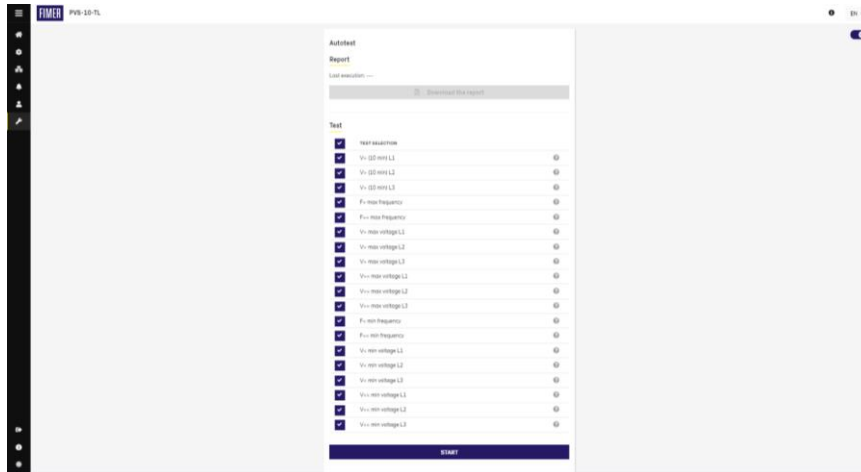 FIMER PVS-10-TL EN
Autotest
Report
Last execution: ---
Download the report
Test
TEST SELECTION
V> (10 min) L1
V> (10 min) L2
V> (10 min) L3
F> max frequency
F>> max frequency
V> max voltage L1
V> max voltage L2
V> max voltage L3
V>> max voltage L1
V>> max voltage L2
V>> max voltage L3
F< min frequency
F<< min frequency
V< min voltage L1
V< min voltage L2
V< min voltage L3
V<< min voltage L1
V<< min voltage L2
V<< min voltage L3
START